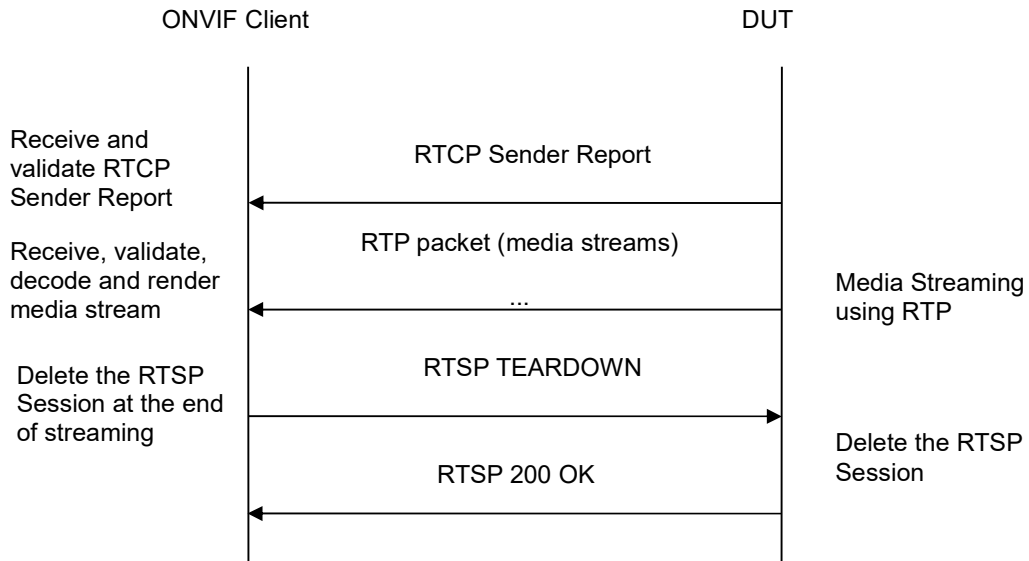 ONVIF Client
DUT
Receive and
validate RTCP
Sender Report
RTCP Sender Report
Receive, validate,
decode and render
media stream
RTP packet (media streams)
...
Media Streaming
using RTP
Delete the RTSP
Session at the end
of streaming
RTSP TEARDOWN
Delete the RTSP
Session
RTSP 200 OK